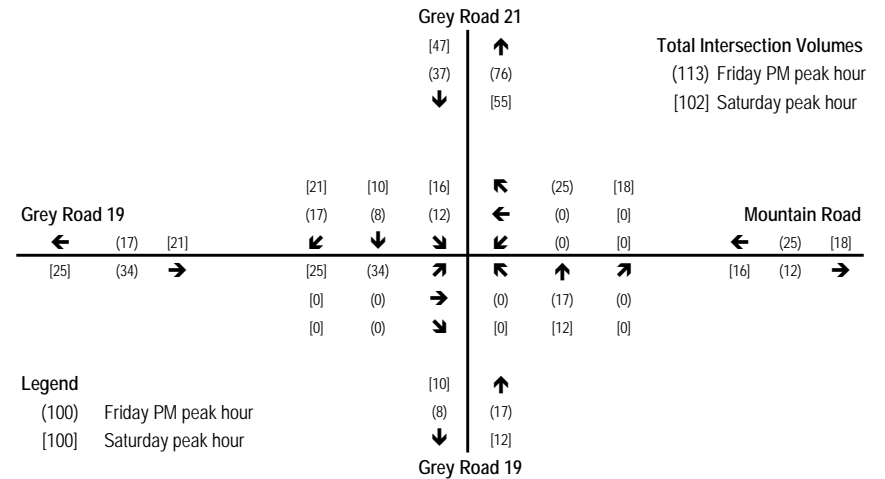 Grey Road 21
[47] Total Intersection Volumes
(37) (76) (113) Friday PM peak hour
[55] [102] Saturday peak hour
[21] [10] [16] (25) [18]
Grey Road 19 (17) (8) (12) (0) [0] Mountain Road
(17) [21] (0) [0] (25) [18]
[25] (34) [25] (34) [16] (12)
[0] (0) (0) (17) (0)
[0] (0) [0] [12] [0]
Legend [10]
(100) Friday PM peak hour (8) (17)
[100] Saturday peak hour [12]
Grey Road 19